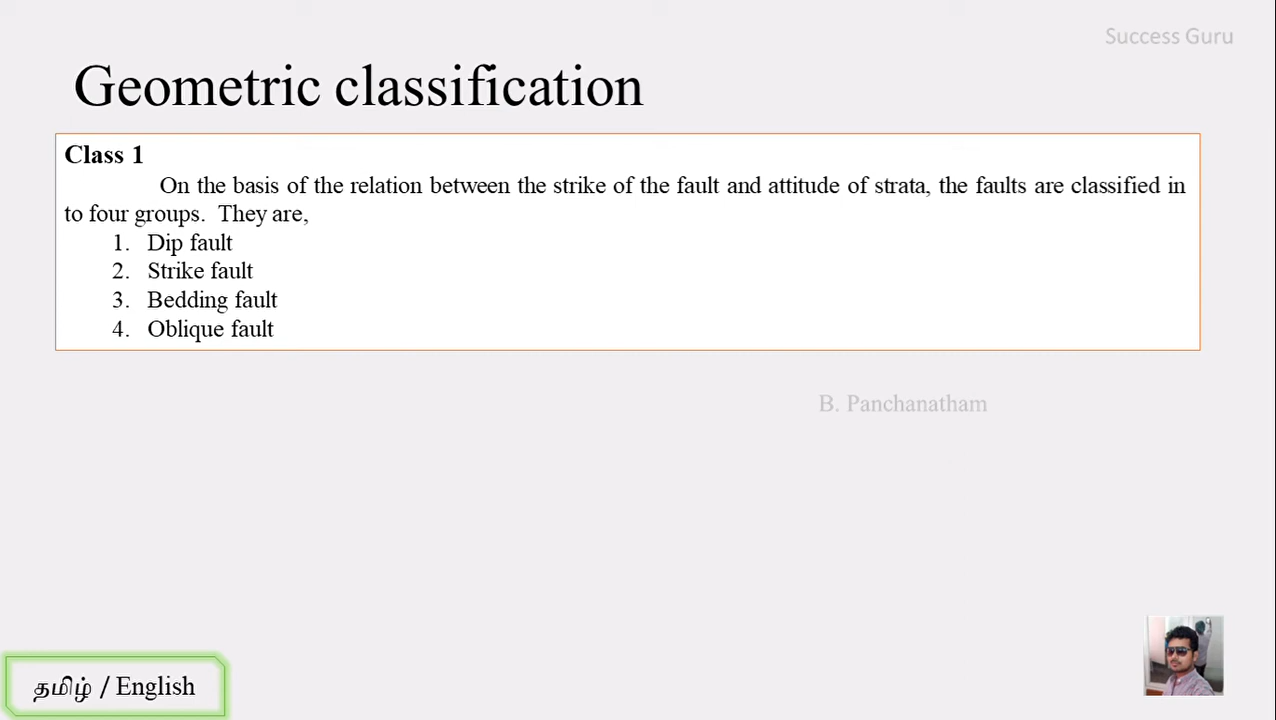 Success Guru
Geometric classification
Class 1
On the basis of the relation between the strike of the fault and attitude of strata, the faults are classified in
to four groups. They are,
1. Dip fault
2. Strike fault
3. Bedding fault
4. Oblique fault
B. Panchanatham
தமிழ் / English